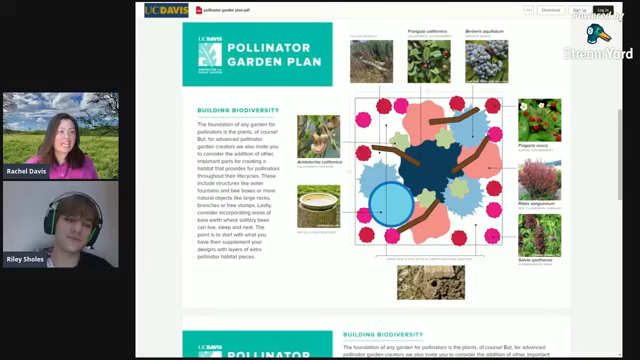 UCDAVIS
pollinator garden plan.pdf
Download
Sign up
Log in
Powered by
StreamYard
UCDAVIS
POLLINATOR
GARDEN PLAN
Frangula californica
Berberis aquifolium
BUILDING BIODIVERSITY
The foundation of any garden for
pollinators is the plants, of course!
But, for advanced pollinator
garden creators we also invite you
to consider the addition of other,
important parts for creating a
habitat that provides for pollinators
throughout their lifecycles. These
include structures like water
fountains and bee boxes or more
natural objects like large rocks,
branches or tree stumps. Lastly,
consider incorporating areas of
bare earth where solitary bees
can live, sleep and nest. The
point is to start with what you
have then supplement your
designs with layers of extra
pollinator habitat pieces.
Aristolochia californica
Fragaria vesca
Ribes sanguineum
Salvia spathacea
Rachel Davis
Riley Sholes
UCDAVIS
POLLINATOR
BUILDING BIODIVERSITY
The foundation of any garden for pollinators is the plants, of course! But, for advanced
pollinator garden creators we also invite you to consider the addition of other, important